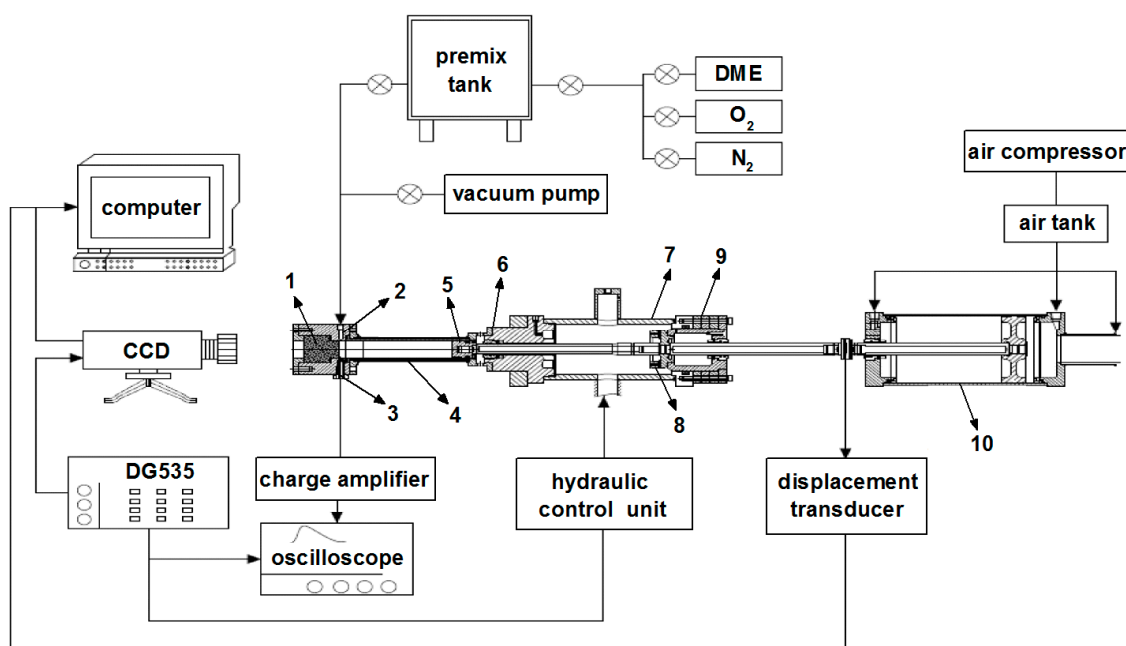 premix
tank
DME
O₂
N₂
air compressor
computer
vacuum pump
air tank
1
2
5
6
7
9
CCD
3
4
8
10
DG535
charge amplifier
hydraulic
control unit
displacement
transducer
oscilloscope